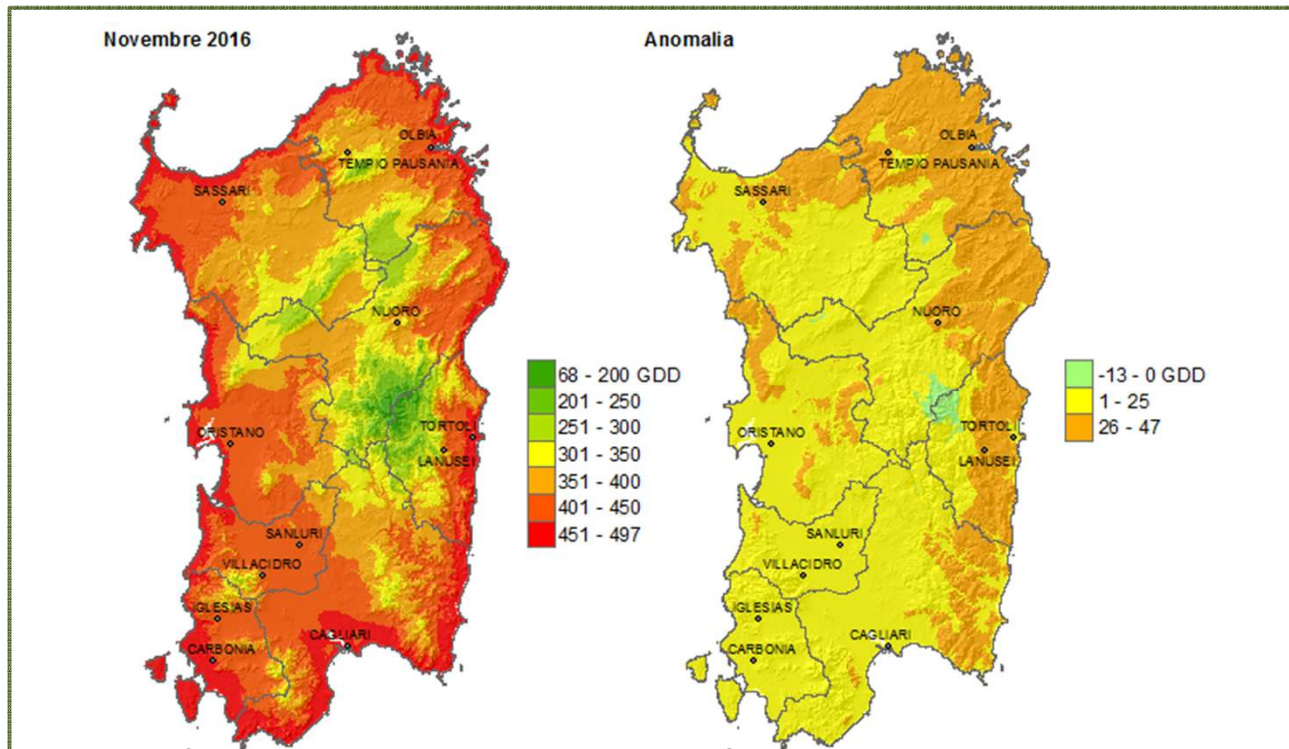 Novembre 2016
OLBIA
TEMPIO PAUSANIA
SASSARI
NUORO
ORISTANO
TORTOLI
LANUSEI
SANLURI
VILLACIDRO
IGLESIAS
CAGLIARI
CARBONIA
68 - 200 GDD
201 - 250
251 - 300
301 - 350
351 - 400
401 - 450
451 - 497
Anomalia
OLBIA
TEMPIO PAUSANIA
SASSARI
NUORO
ORISTANO
TORTOLI
LANUSEI
SANLURI
VILLACIDRO
IGLESIAS
CAGLIARI
CARBONIA
-13 - 0 GDD
1 - 25
26 - 47